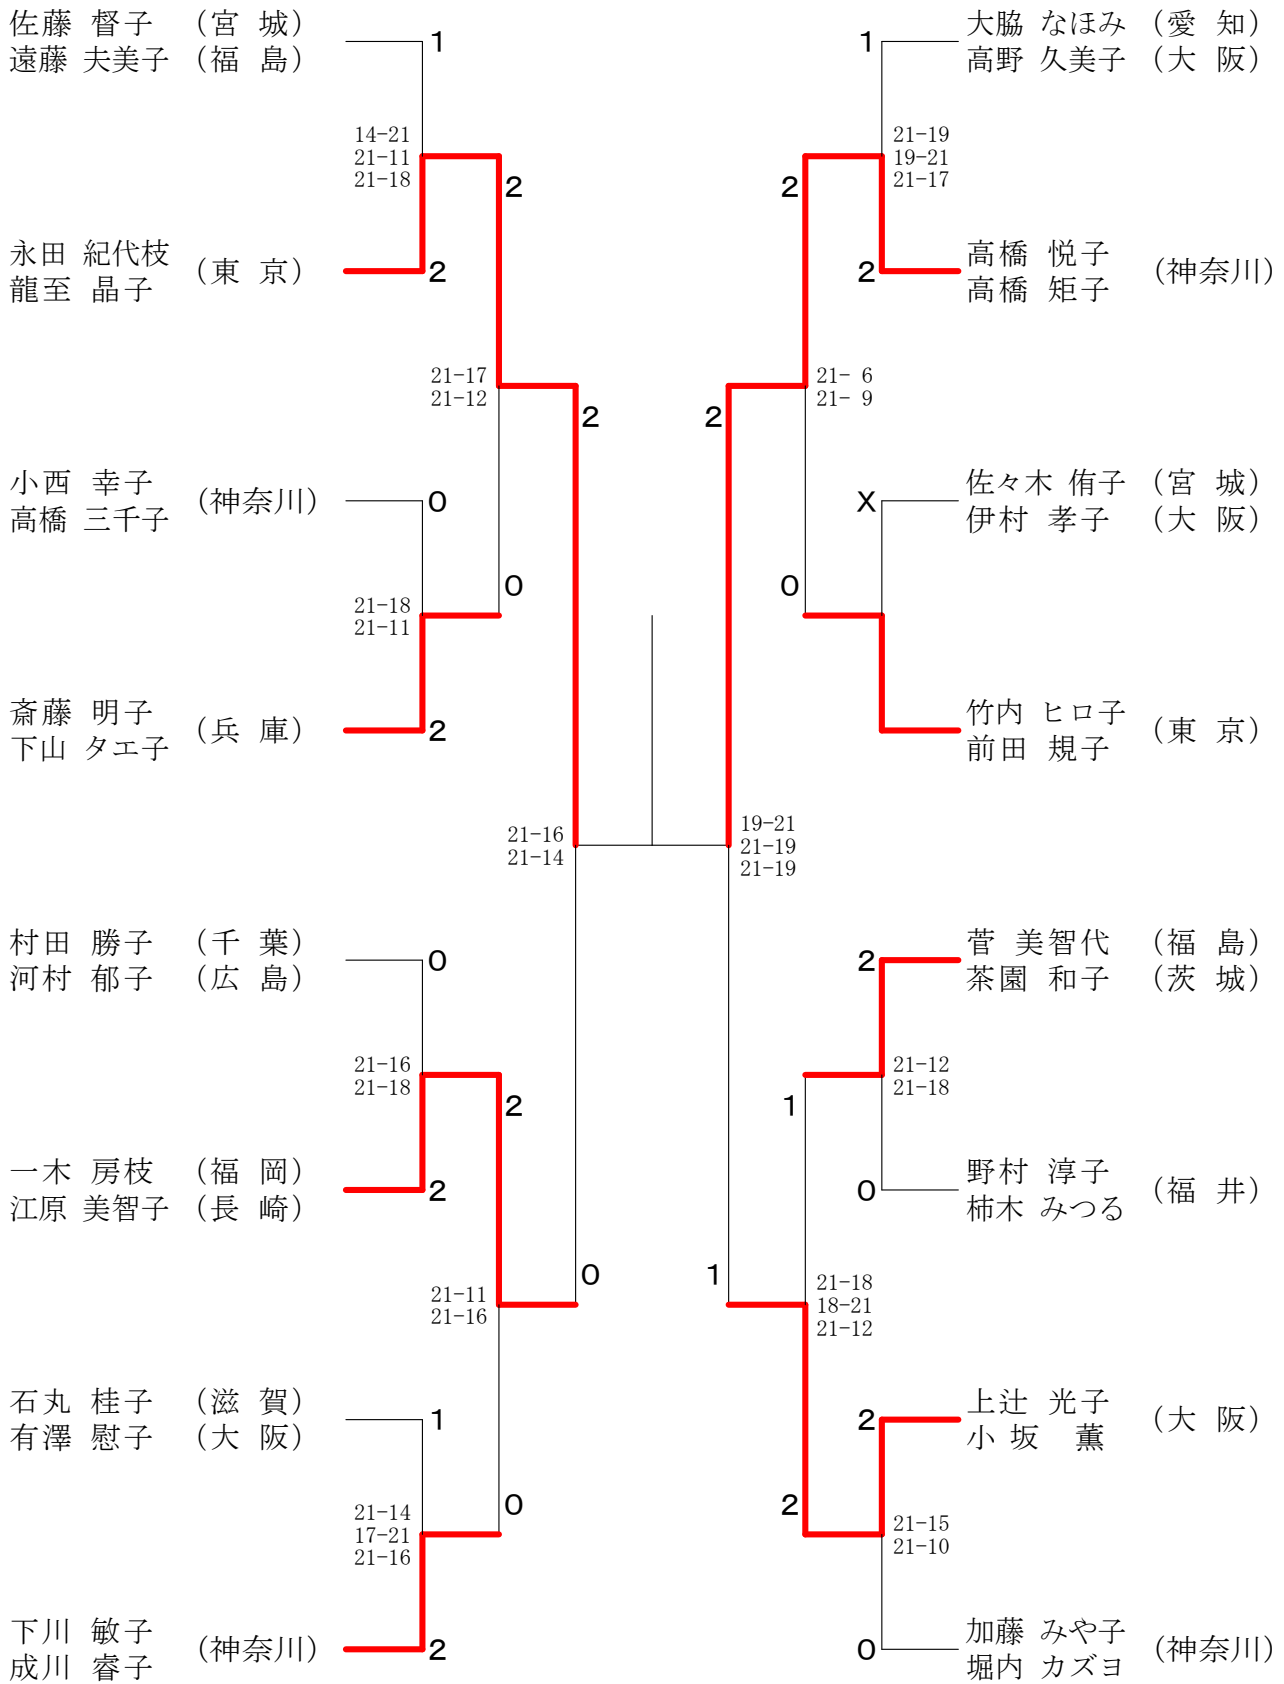 佐藤 督子 （宮 城）
遠藤 夫美子 （福 島）
1
14-21
21-11
21-18
2
永田 紀代枝
龍至 晶子
（東 京）
2
21-17
21-12
2
小西 幸子
高橋 三千子
（神奈川）
0
21-18
21-11
0
斎藤 明子
下山 タエ子
（兵 庫）
2
21-16
21-14
村田 勝子 （千 葉）
河村 郁子 （広 島）
0
21-16
21-18
2
一木 房枝 （福 岡）
江原 美智子 （長 崎）
2
21-11
21-16
0
石丸 桂子 （滋 賀）
有澤 慰子 （大 阪）
1
21-14
17-21
21-16
0
下川 敏子
成川 睿子
（神奈川）
2
大脇 なほみ （愛 知）
高野 久美子 （大 阪）
1
21-19
19-21
21-17
2
高橋 悦子
高橋 矩子
（神奈川）
2
21- 6
21- 9
2
佐々木 侑子 （宮 城）
伊村 孝子 （大 阪）
X
0
竹内 ヒロ子
前田 規子
（東 京）
19-21
21-19
21-19
菅 美智代 （福 島）
茶園 和子 （茨 城）
2
21-12
21-18
1
野村 淳子
柿木 みつる
（福 井）
0
21-18
18-21
21-12
1
上辻 光子
小坂 薫
（大 阪）
2
21-15
21-10
2
加藤 みや子
堀内 カズヨ
（神奈川）
0